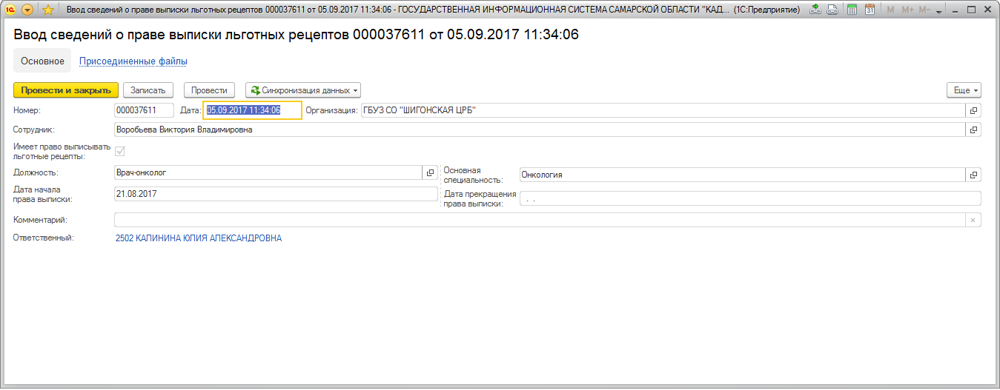 Ввод сведений о праве выписки льготных рецептов 000037611 от 05.09.2017 11:34:06 - ГОСУДАРСТВЕННАЯ ИНФОРМАЦИОННАЯ СИСТЕМА САМАРСКОЙ ОБЛАСТИ "КАД... (1С:Предприятие) 31 M M+ M-
Ввод сведений о праве выписки льготных рецептов 000037611 от 05.09.2017 11:34:06
Основное Присоединенные файлы
Провести и закрыть Записать Провести Синхронизация данных Еще
Номер: 000037611 Дата: 05.09.2017 11:34:06 Организация: ГБУЗ СО "ШИГОНСКАЯ ЦРБ"
Сотрудник: Воробьева Виктория Владимировна
Имеет право выписывать
льготные рецепты:
Должность: Врач-онколог
Основная
специальность: Онкология
Дата начала
права выписки: 21.08.2017
Дата прекращения
права выписки: . .
Комментарий:
Ответственный: 2502 КАЛИНИНА ЮЛИЯ АЛЕКСАНДРОВНА